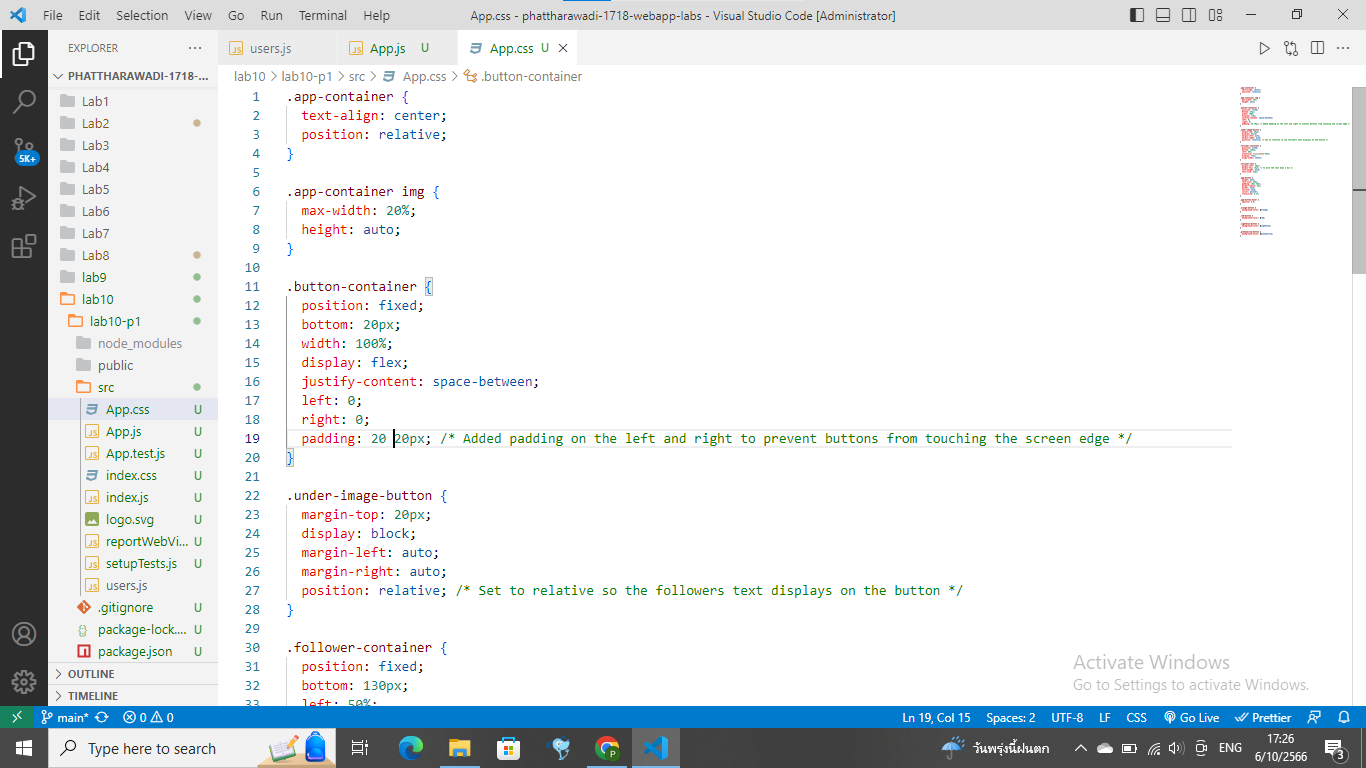 File Edit Selection View Go Run Terminal Help App.css - phattharawadi-1718-webapp-labs - Visual Studio Code [Administrator]
EXPLORER
users.js App.js U App.css U
PHATTHARAWADI-1718-...
lab10 > lab10-p1 > src > App.css > .button-container
Lab1
Lab2
Lab3
Lab4
Lab5
Lab6
Lab7
Lab8
lab9
lab10
lab10-p1
node_modules
public
src
App.css U
App.js U
App.test.js U
index.css U
index.js U
logo.svg U
reportWebVi... U
setupTests.js U
users.js
.gitignore U
package-lock.... U
package.json U
OUTLINE
TIMELINE
5K+
1 .app-container {
2 text-align: center;
3 position: relative;
4 }
5
6 .app-container img {
7 max-width: 20%;
8 height: auto;
9 }
10
11 .button-container {
12 position: fixed;
13 bottom: 20px;
14 width: 100%;
15 display: flex;
16 justify-content: space-between;
17 left: 0;
18 right: 0;
19 padding: 20 20px; /* Added padding on the left and right to prevent buttons from touching the screen edge */
20 }
21
22 .under-image-button {
23 margin-top: 20px;
24 display: block;
25 margin-left: auto;
26 margin-right: auto;
27 position: relative; /* Set to relative so the followers text displays on the button */
28 }
29
30 .follower-container {
31 position: fixed;
32 bottom: 130px;
33 left: 50%;
Activate Windows
Go to Settings to activate Windows.
main* 0 0 Ln 19, Col 15 Spaces: 2 UTF-8 LF CSS Go Live Prettier
Type here to search วันพรุ่งนี้ฝนตก ENG 17:26
6/10/2566 3